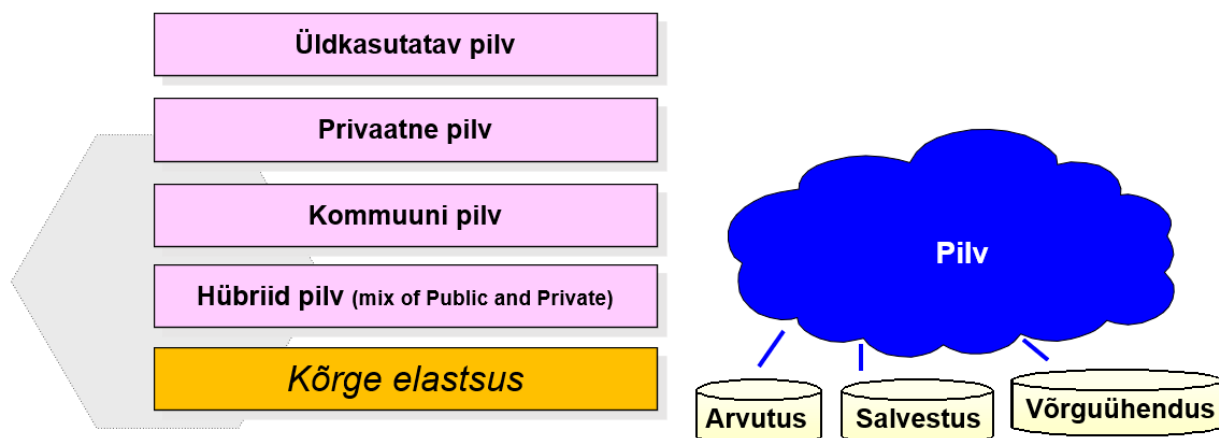 Üldkasutatav pilv
Privaatne pilv
Kommuuni pilv
Hübriid pilv (mix of Public and Private)
Kõrge elastsus
Pilv
Arvutus
Salvestus
Võrguühendus